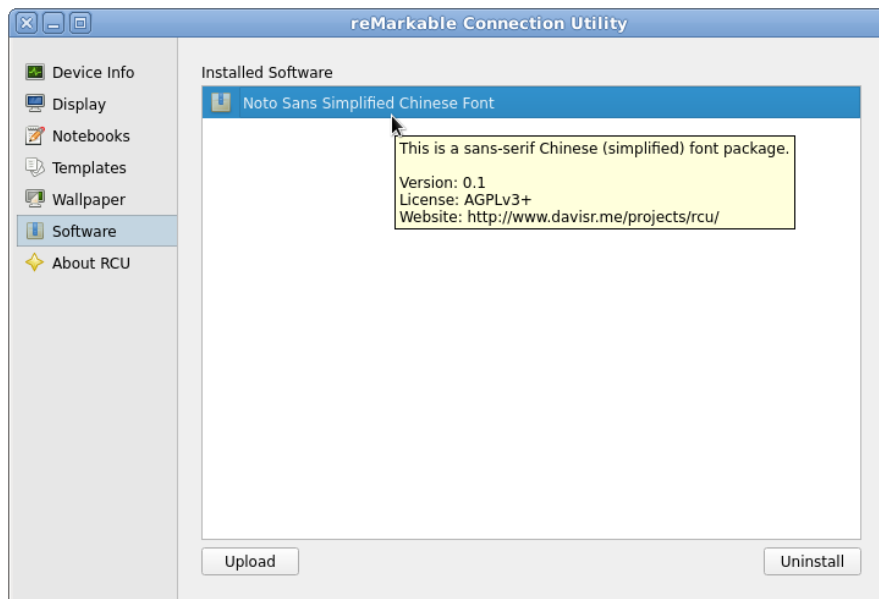 reMarkable Connection Utility
Device Info
Display
Notebooks
Templates
Wallpaper
Software
About RCU
Installed Software
Noto Sans Simplified Chinese Font
This is a sans-serif Chinese (simplified) font package.
Version: 0.1
License: AGPLv3+
Website: http://www.davisr.me/projects/rcu/
Upload
Uninstall